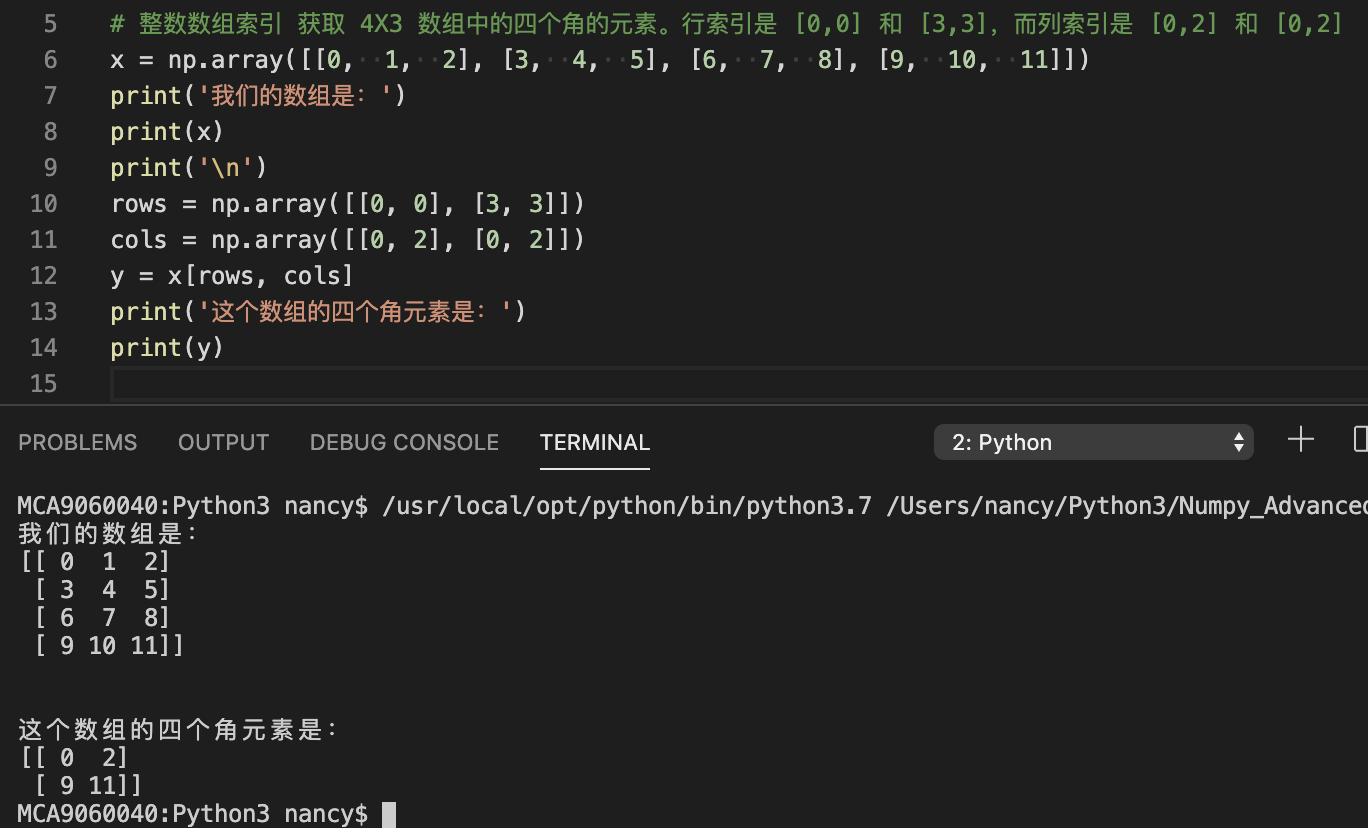 5 # 整数数组索引 获取 4X3 数组中的四个角的元素。行索引是 [0,0] 和 [3,3]，而列索引是 [0,2] 和 [0,2]
6 x = np.array([[0,  1,  2], [3,  4,  5], [6,  7,  8], [9,  10,  11]])
7 print('我们的数组是：')
8 print(x)
9 print('\n')
10 rows = np.array([[0, 0], [3, 3]])
11 cols = np.array([[0, 2], [0, 2]])
12 y = x[rows, cols]
13 print('这个数组的四个角元素是：')
14 print(y)
15
PROBLEMS OUTPUT DEBUG CONSOLE TERMINAL 2: Python
MCA9060040:Python3 nancy$ /usr/local/opt/python/bin/python3.7 /Users/nancy/Python3/Numpy_Advanced
我们的数组是：
[[ 0  1  2]
 [ 3  4  5]
 [ 6  7  8]
 [ 9 10 11]]
这个数组的四个角元素是：
[[ 0  2]
 [ 9 11]]
MCA9060040:Python3 nancy$